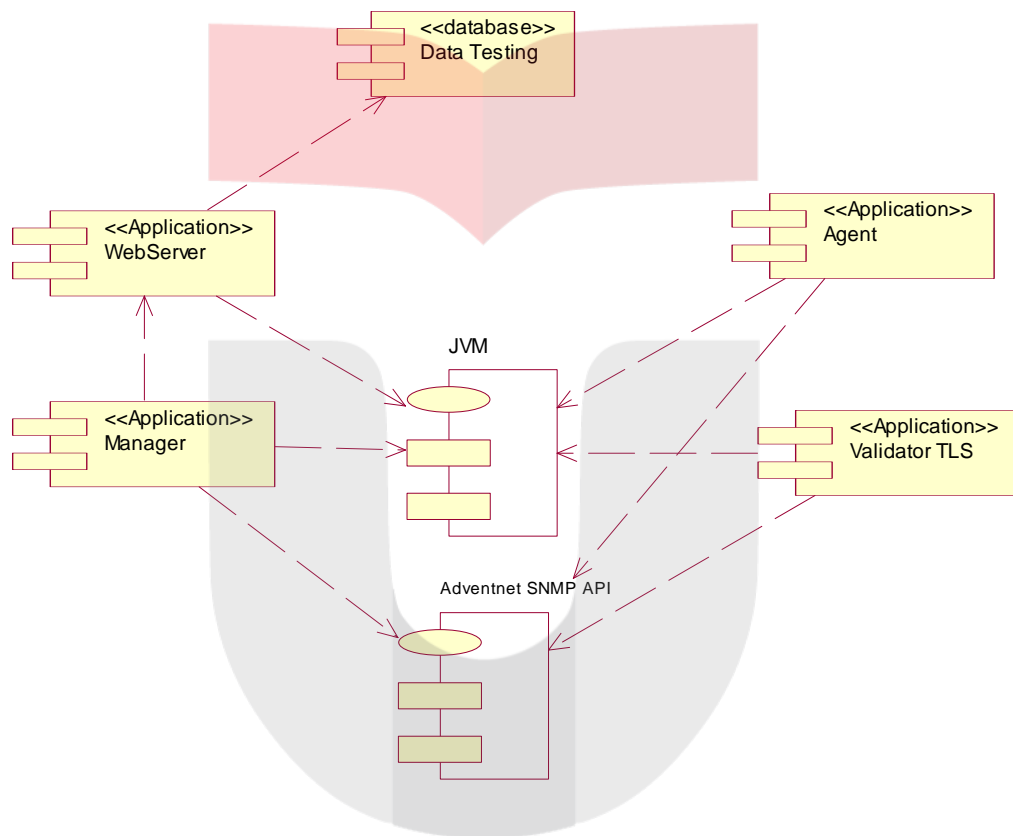 <<database>>
Data Testing
<<Application>>
WebServer
<<Application>>
Agent
JVM
<<Application>>
Manager
<<Application>>
Validator TLS
Adventnet SNMP API